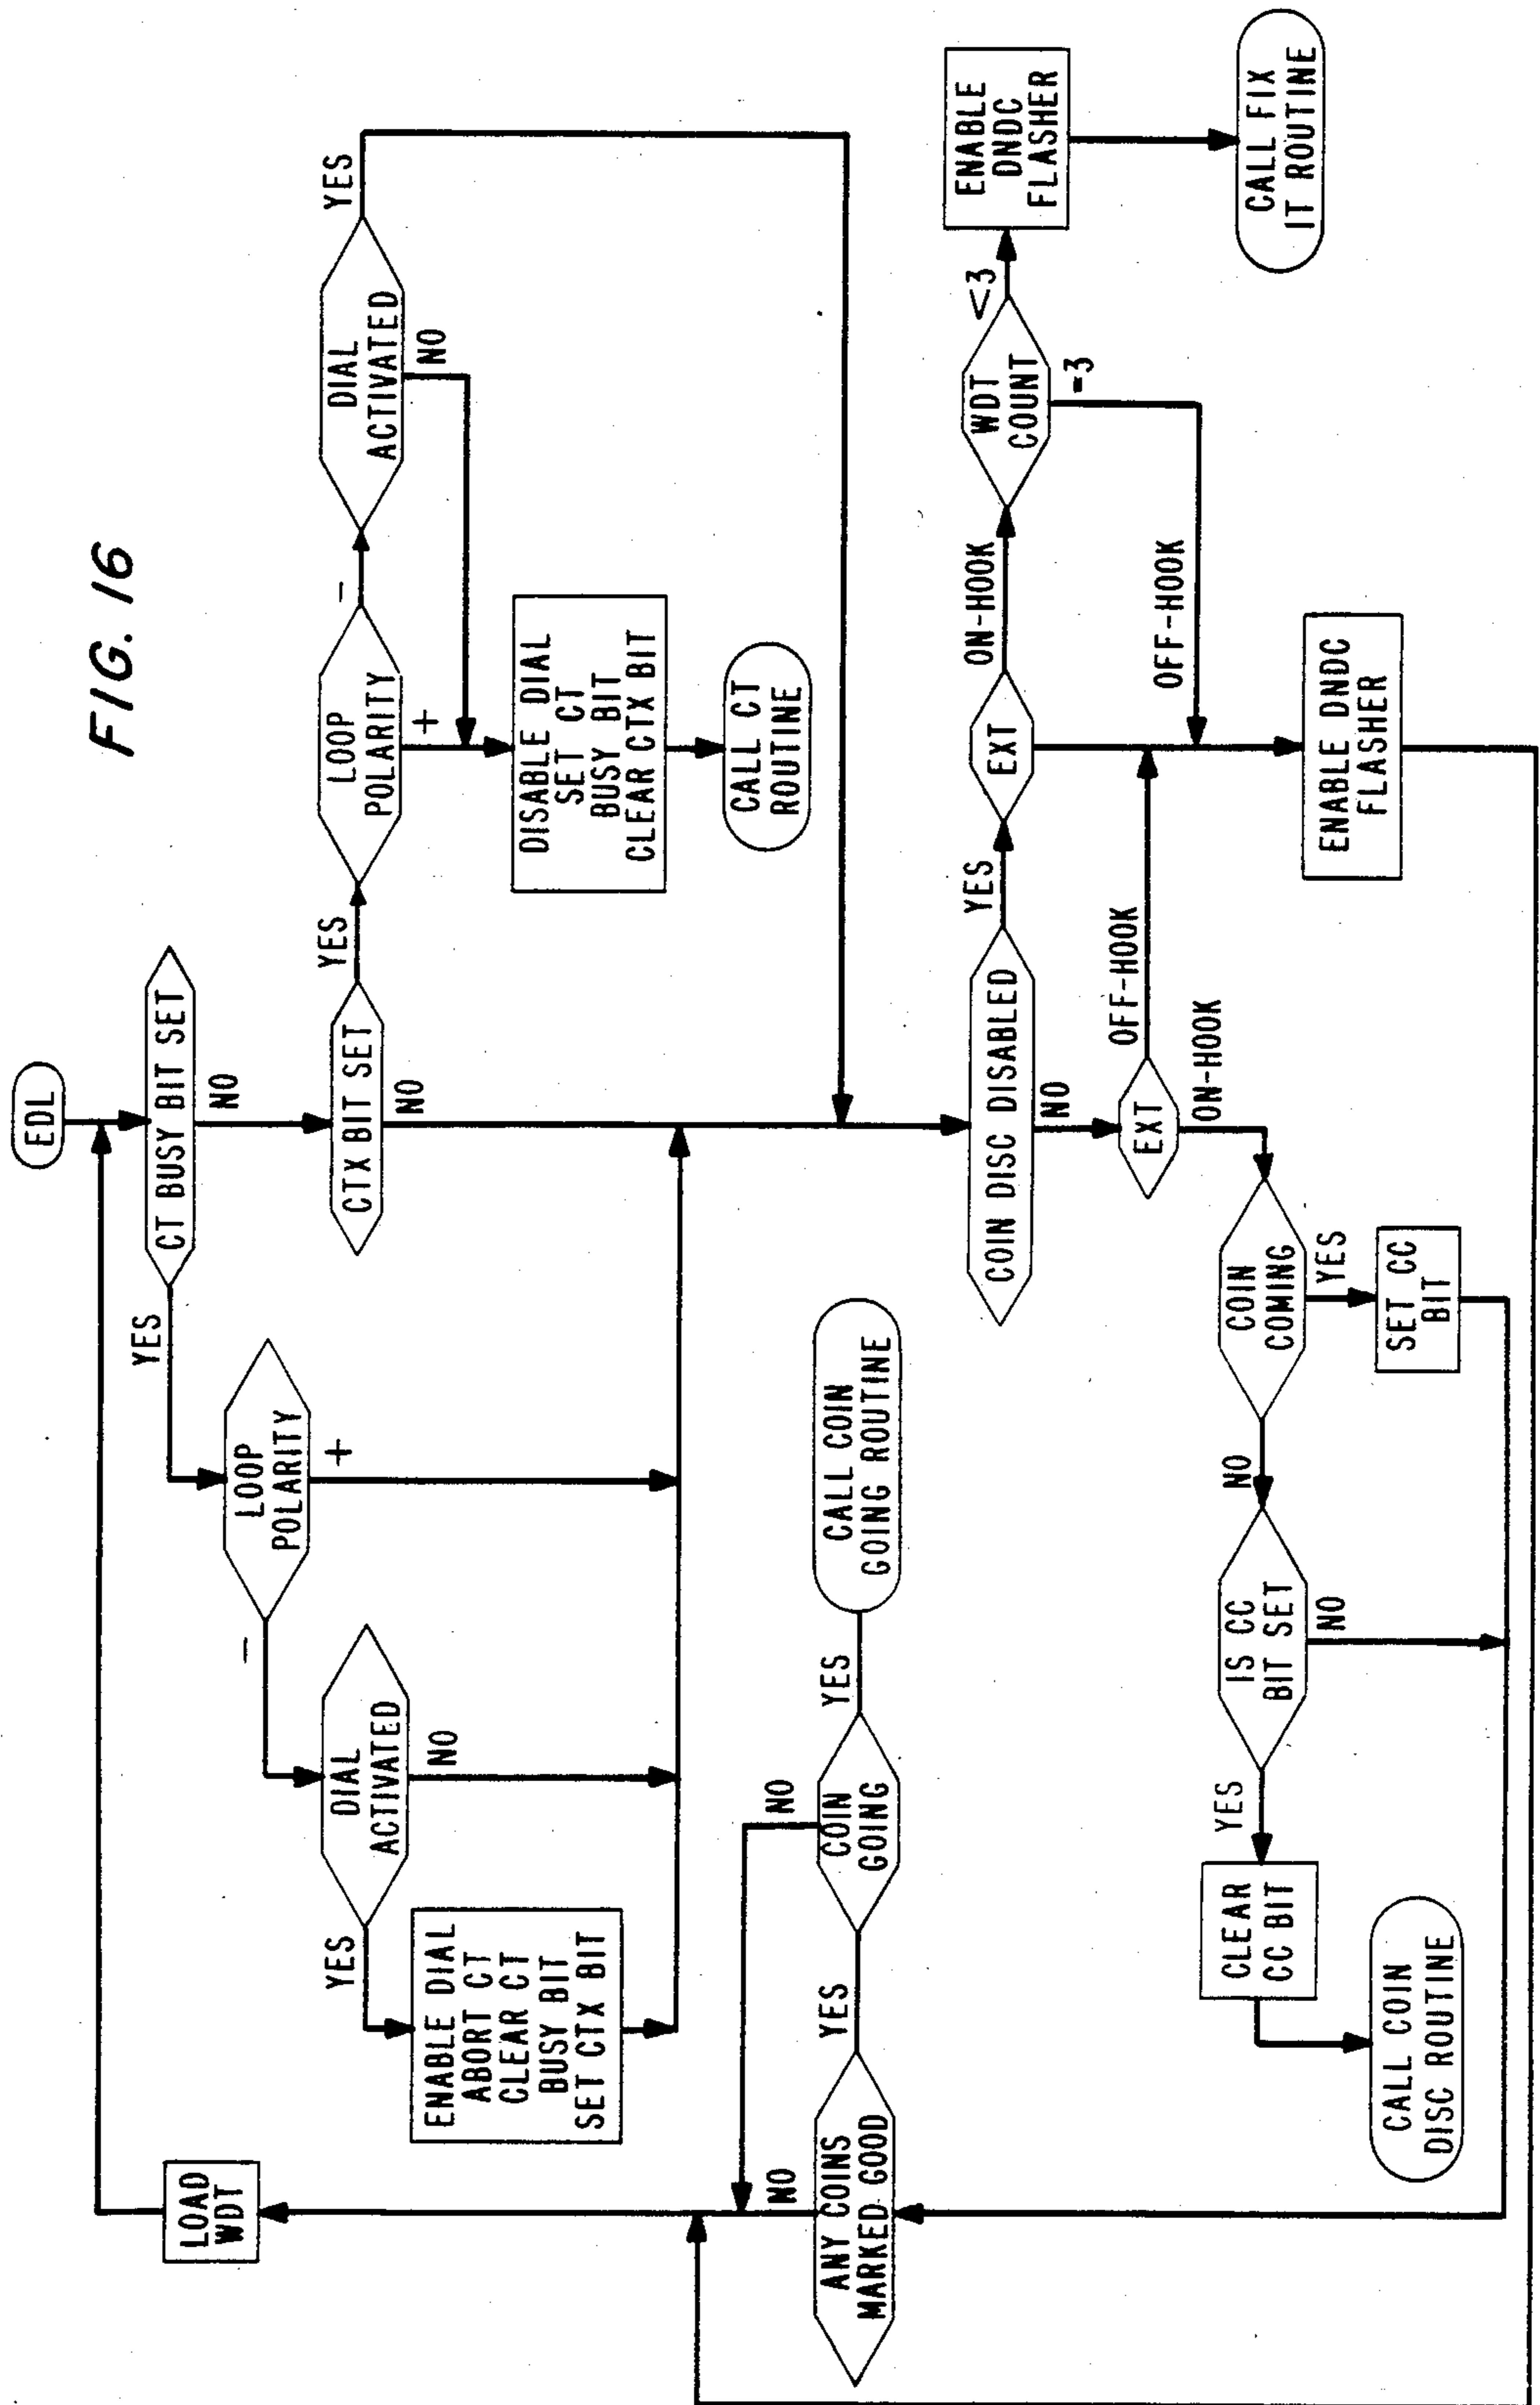 FIG. 16
EDL
CT BUSY BIT SET
YES
NO
LOOP
POLARITY
-
+
DIAL
ACTIVATED
YES
NO
ENABLE DIAL
ABORT CT
CLEAR CT
BUSY BIT
SET CTX BIT
LOAD
WDT
CTX BIT SET
YES
NO
LOOP
POLARITY
-
+
DIAL
ACTIVATED
YES
NO
DISABLE DIAL
SET CT
BUSY BIT
CLEAR CTX BIT
CALL CT
ROUTINE
ANY COINS
MARKED GOOD
NO
YES
COIN
GOING
NO
YES
CALL COIN
GOING ROUTINE
COIN DISC DISABLED
YES
NO
EXT
ON-HOOK
OFF-HOOK
WDT
COUNT
<3
=3
ENABLE
DNDC
FLASHER
CALL FIX
IT ROUTINE
EXT
OFF-HOOK
ON-HOOK
ENABLE DNDC
FLASHER
COIN
COMING
YES
NO
SET CC
BIT
IS CC
BIT SET
NO
YES
CLEAR
CC BIT
CALL COIN
DISC ROUTINE